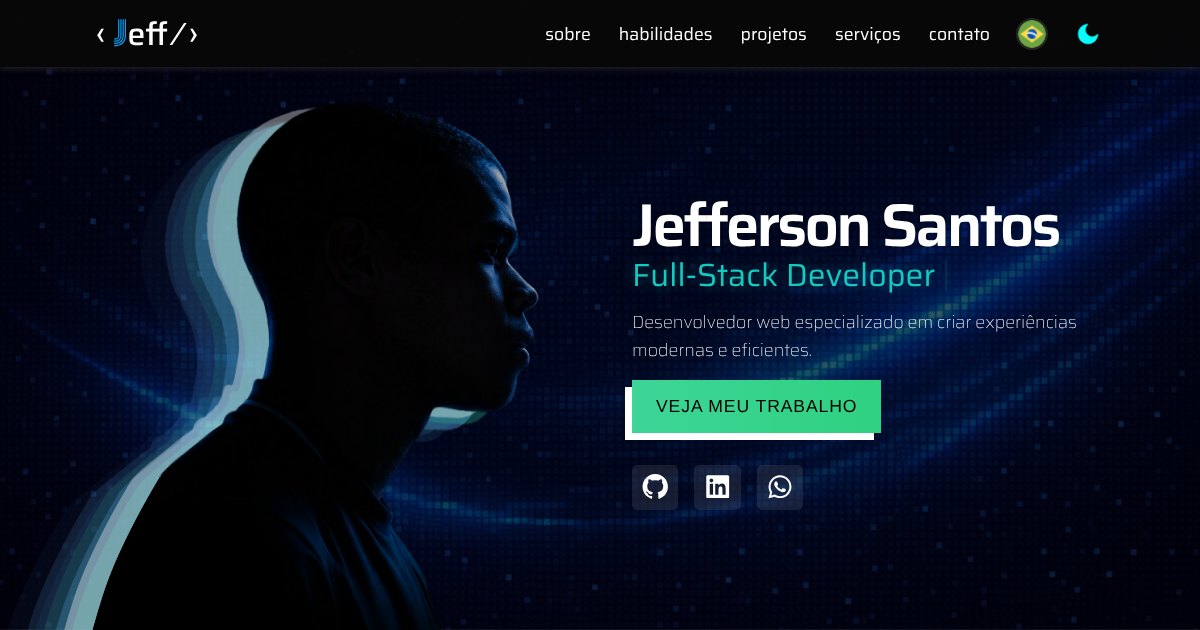 ‹ Jeff/›
sobre habilidades projetos serviços contato
Jefferson Santos
Full-Stack Developer
Desenvolvedor web especializado em criar experiências
modernas e eficientes.
VEJA MEU TRABALHO
in